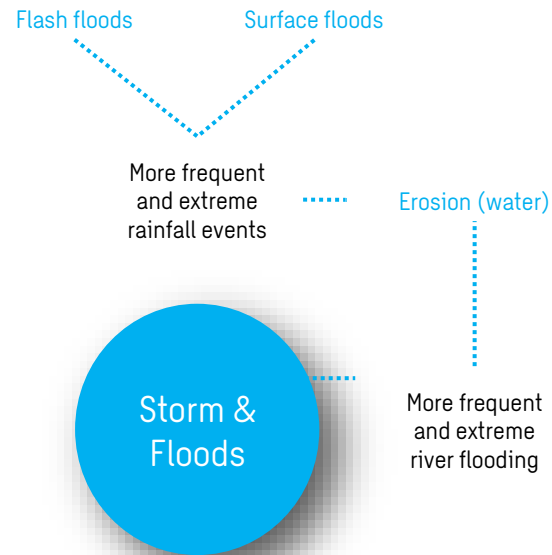 Flash floods
Surface floods
More frequent
and extreme
rainfall events
Erosion (water)
Storm &
Floods
More frequent
and extreme
river flooding